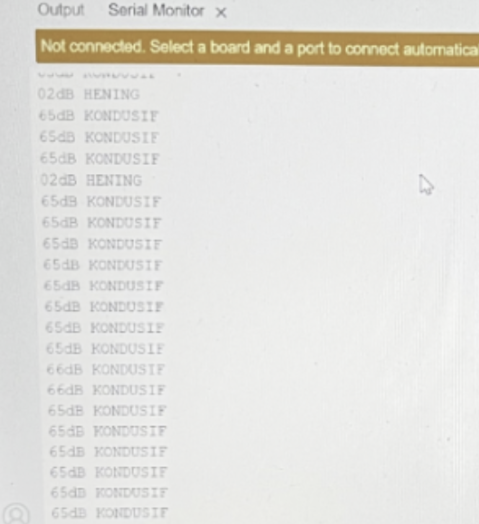 Output Serial Monitor x
Not connected. Select a board and a port to connect automatica
02dB HENING
65dB KONDUSIF
65dB KONDUSIF
65dB KONDUSIF
02dB HENING
65dB KONDUSIF
65dB KONDUSIF
65dB KONDUSIF
65dB KONDUSIF
65dB KONDUSIF
65dB KONDUSIF
65dB KONDUSIF
65dB KONDUSIF
66dB KONDUSIF
66dB KONDUSIF
65dB KONDUSIF
65dB KONDUSIF
65dB KONDUSIF
65dB KONDUSIF
65dB KONDUSIF
65dB KONDUSIF